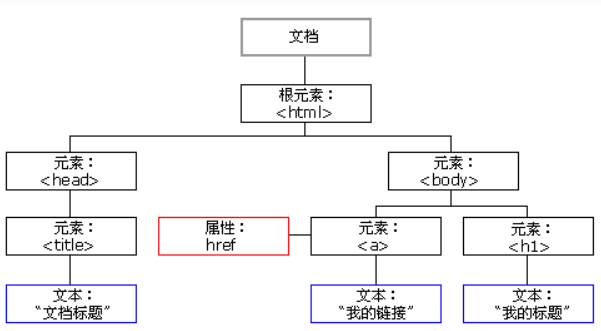 文档
根元素：
<html>
元素：
<head>
元素：
<body>
元素：
<title>
属性：
href
元素：
<a>
元素：
<h1>
文本：
“文档标题”
文本：
“我的链接”
文本：
“我的标题”